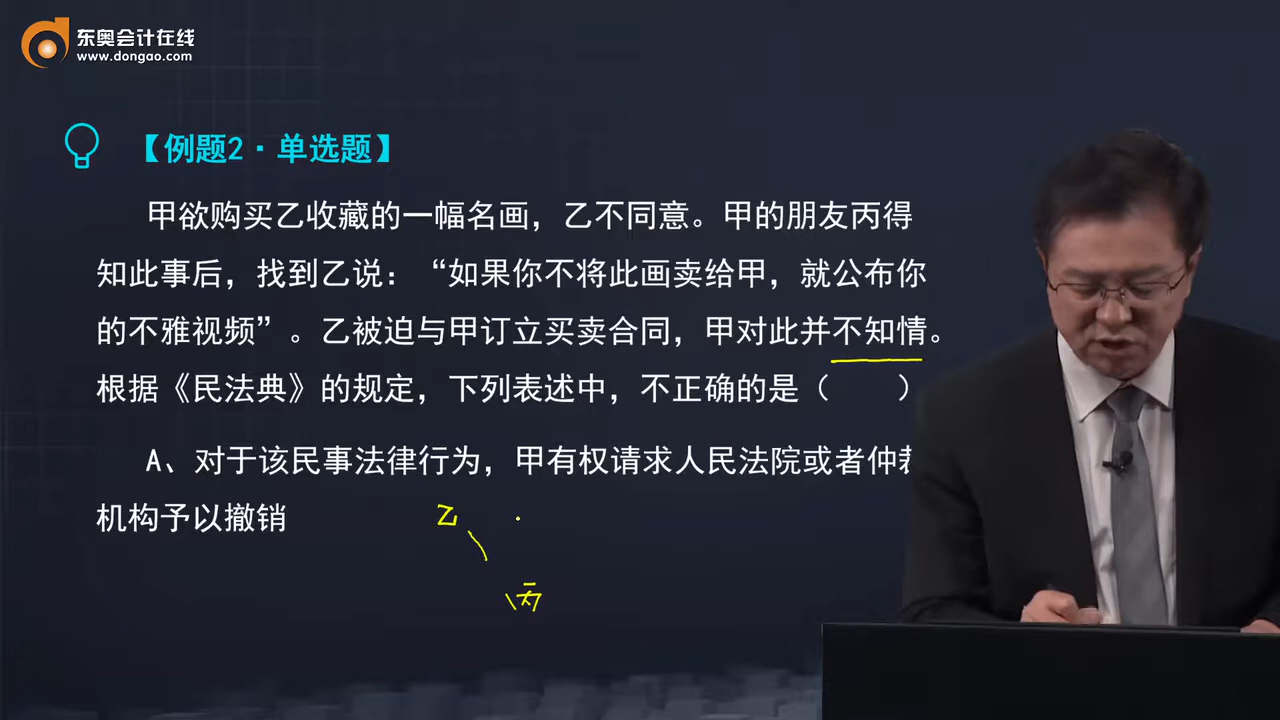 东奥会计在线
www.dongao.com
【例题2·单选题】
甲欲购买乙收藏的一幅名画，乙不同意。甲的朋友丙得
知此事后，找到乙说：“如果你不将此画卖给甲，就公布你
的不雅视频”。乙被迫与甲订立买卖合同，甲对此并不知情。
根据《民法典》的规定，下列表述中，不正确的是（　　）
A、对于该民事法律行为，甲有权请求人民法院或者仲裁
机构予以撤销
乙
丙